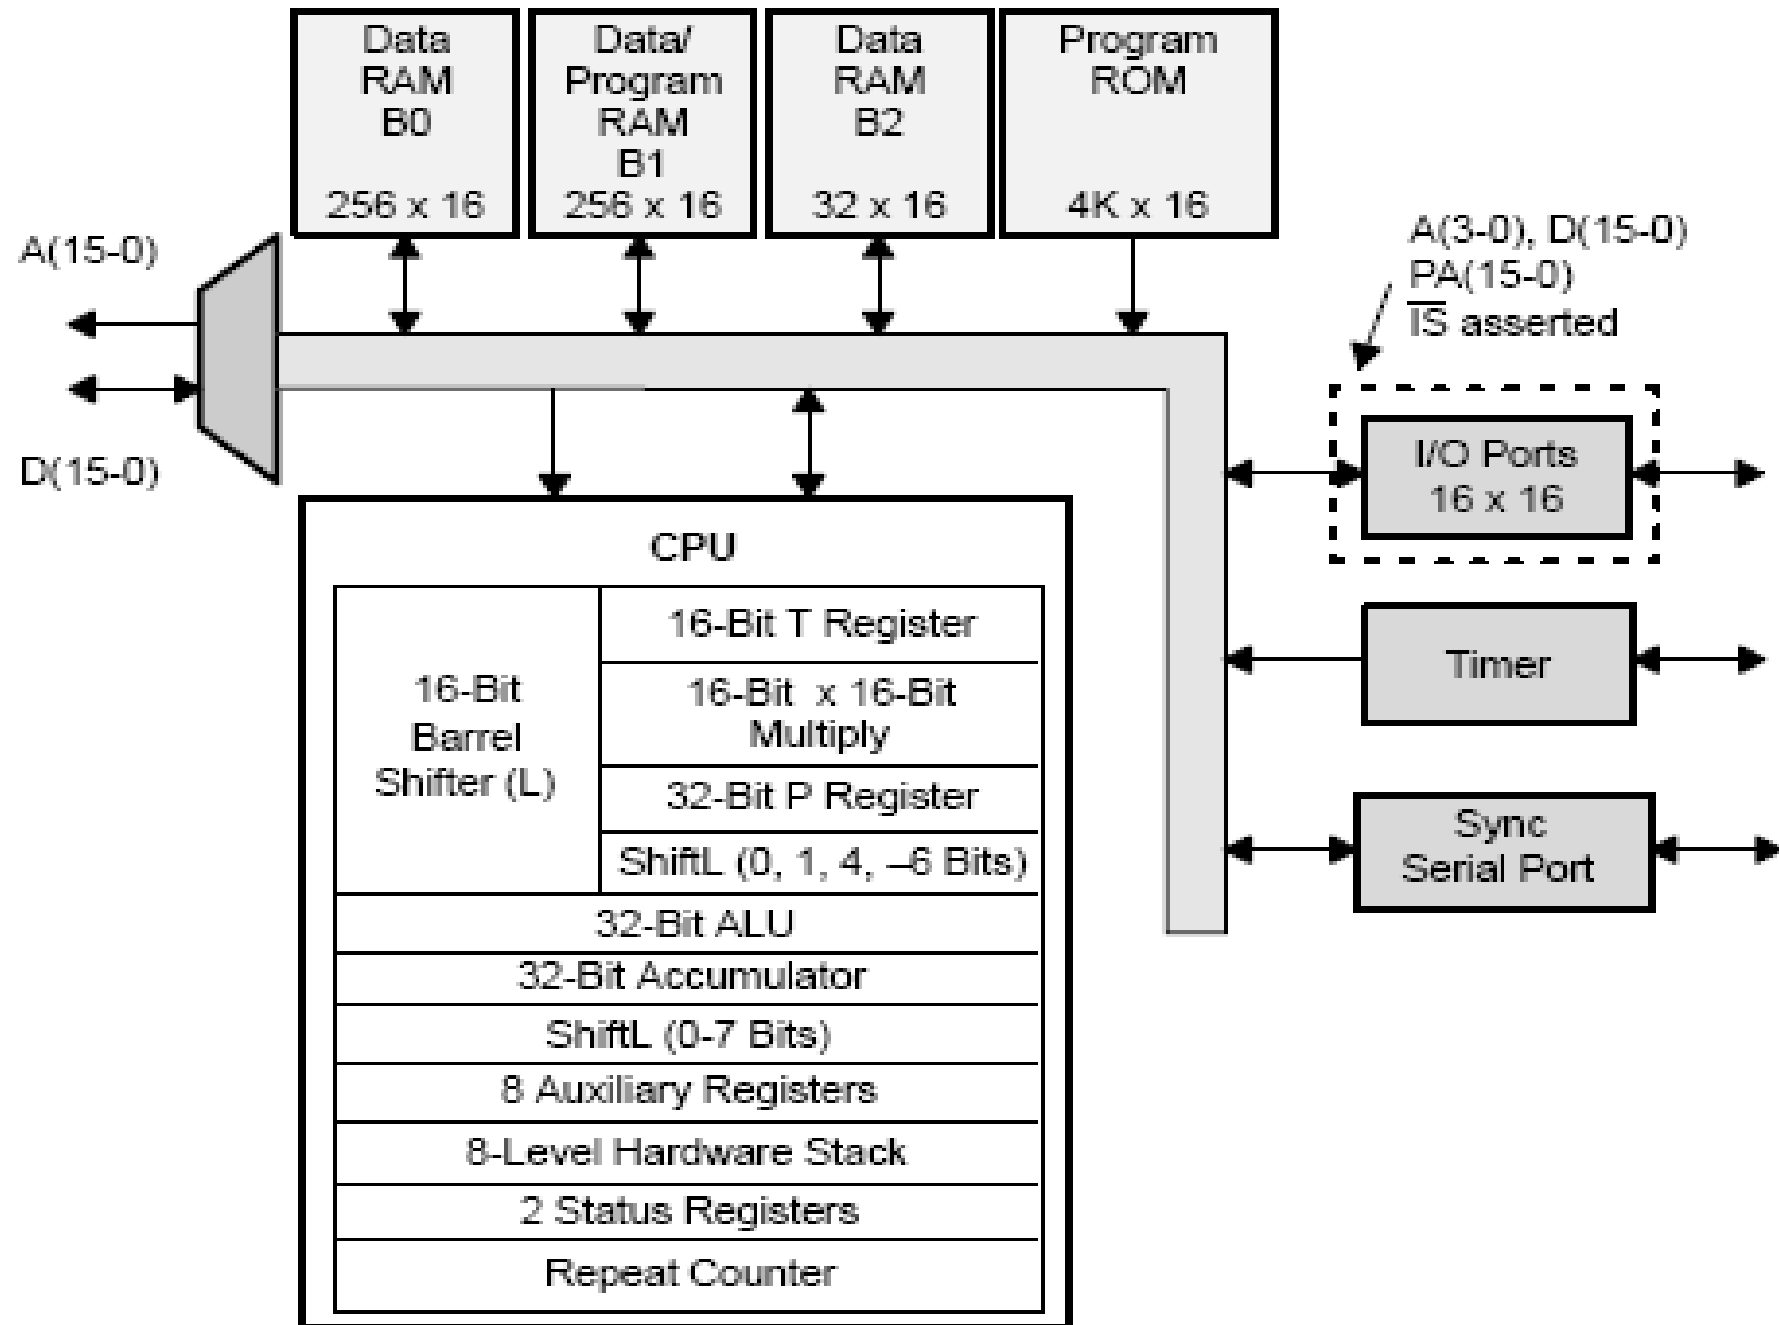 Data
RAM
B0
256 x 16
Data/
Program
RAM
B1
256 x 16
Data
RAM
B2
32 x 16
Program
ROM
4K x 16
A(15-0)
D(15-0)
A(3-0), D(15-0)
PA(15-0)
I̅S̅ asserted
I/O Ports
16 x 16
Timer
Sync
Serial Port
CPU
16-Bit
Barrel
Shifter (L)
16-Bit T Register
16-Bit x 16-Bit
Multiply
32-Bit P Register
ShiftL (0, 1, 4, –6 Bits)
32-Bit ALU
32-Bit Accumulator
ShiftL (0-7 Bits)
8 Auxiliary Registers
8-Level Hardware Stack
2 Status Registers
Repeat Counter